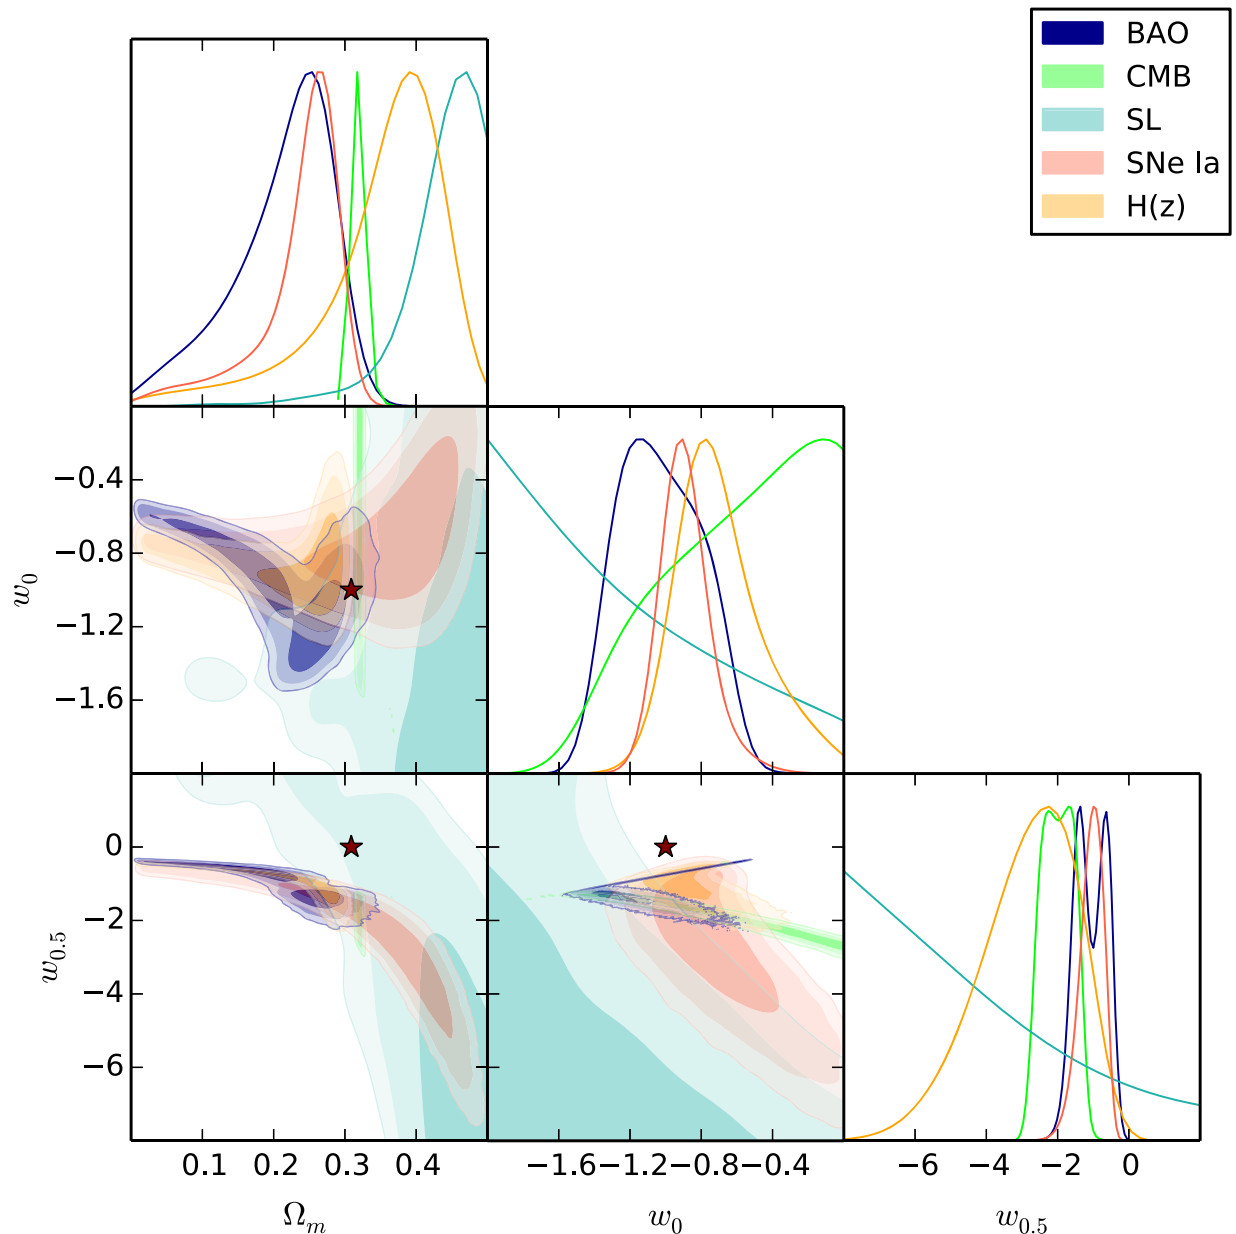 BAO
CMB
SL
SNe Ia
H(z)
−0.4
−0.8
−1.2
−1.6
w₀
0
−2
−4
−6
w₀.₅
0.1 0.2 0.3 0.4
−1.6 −1.2 −0.8 −0.4
−6 −4 −2 0
Ωₘ
w₀
w₀.₅